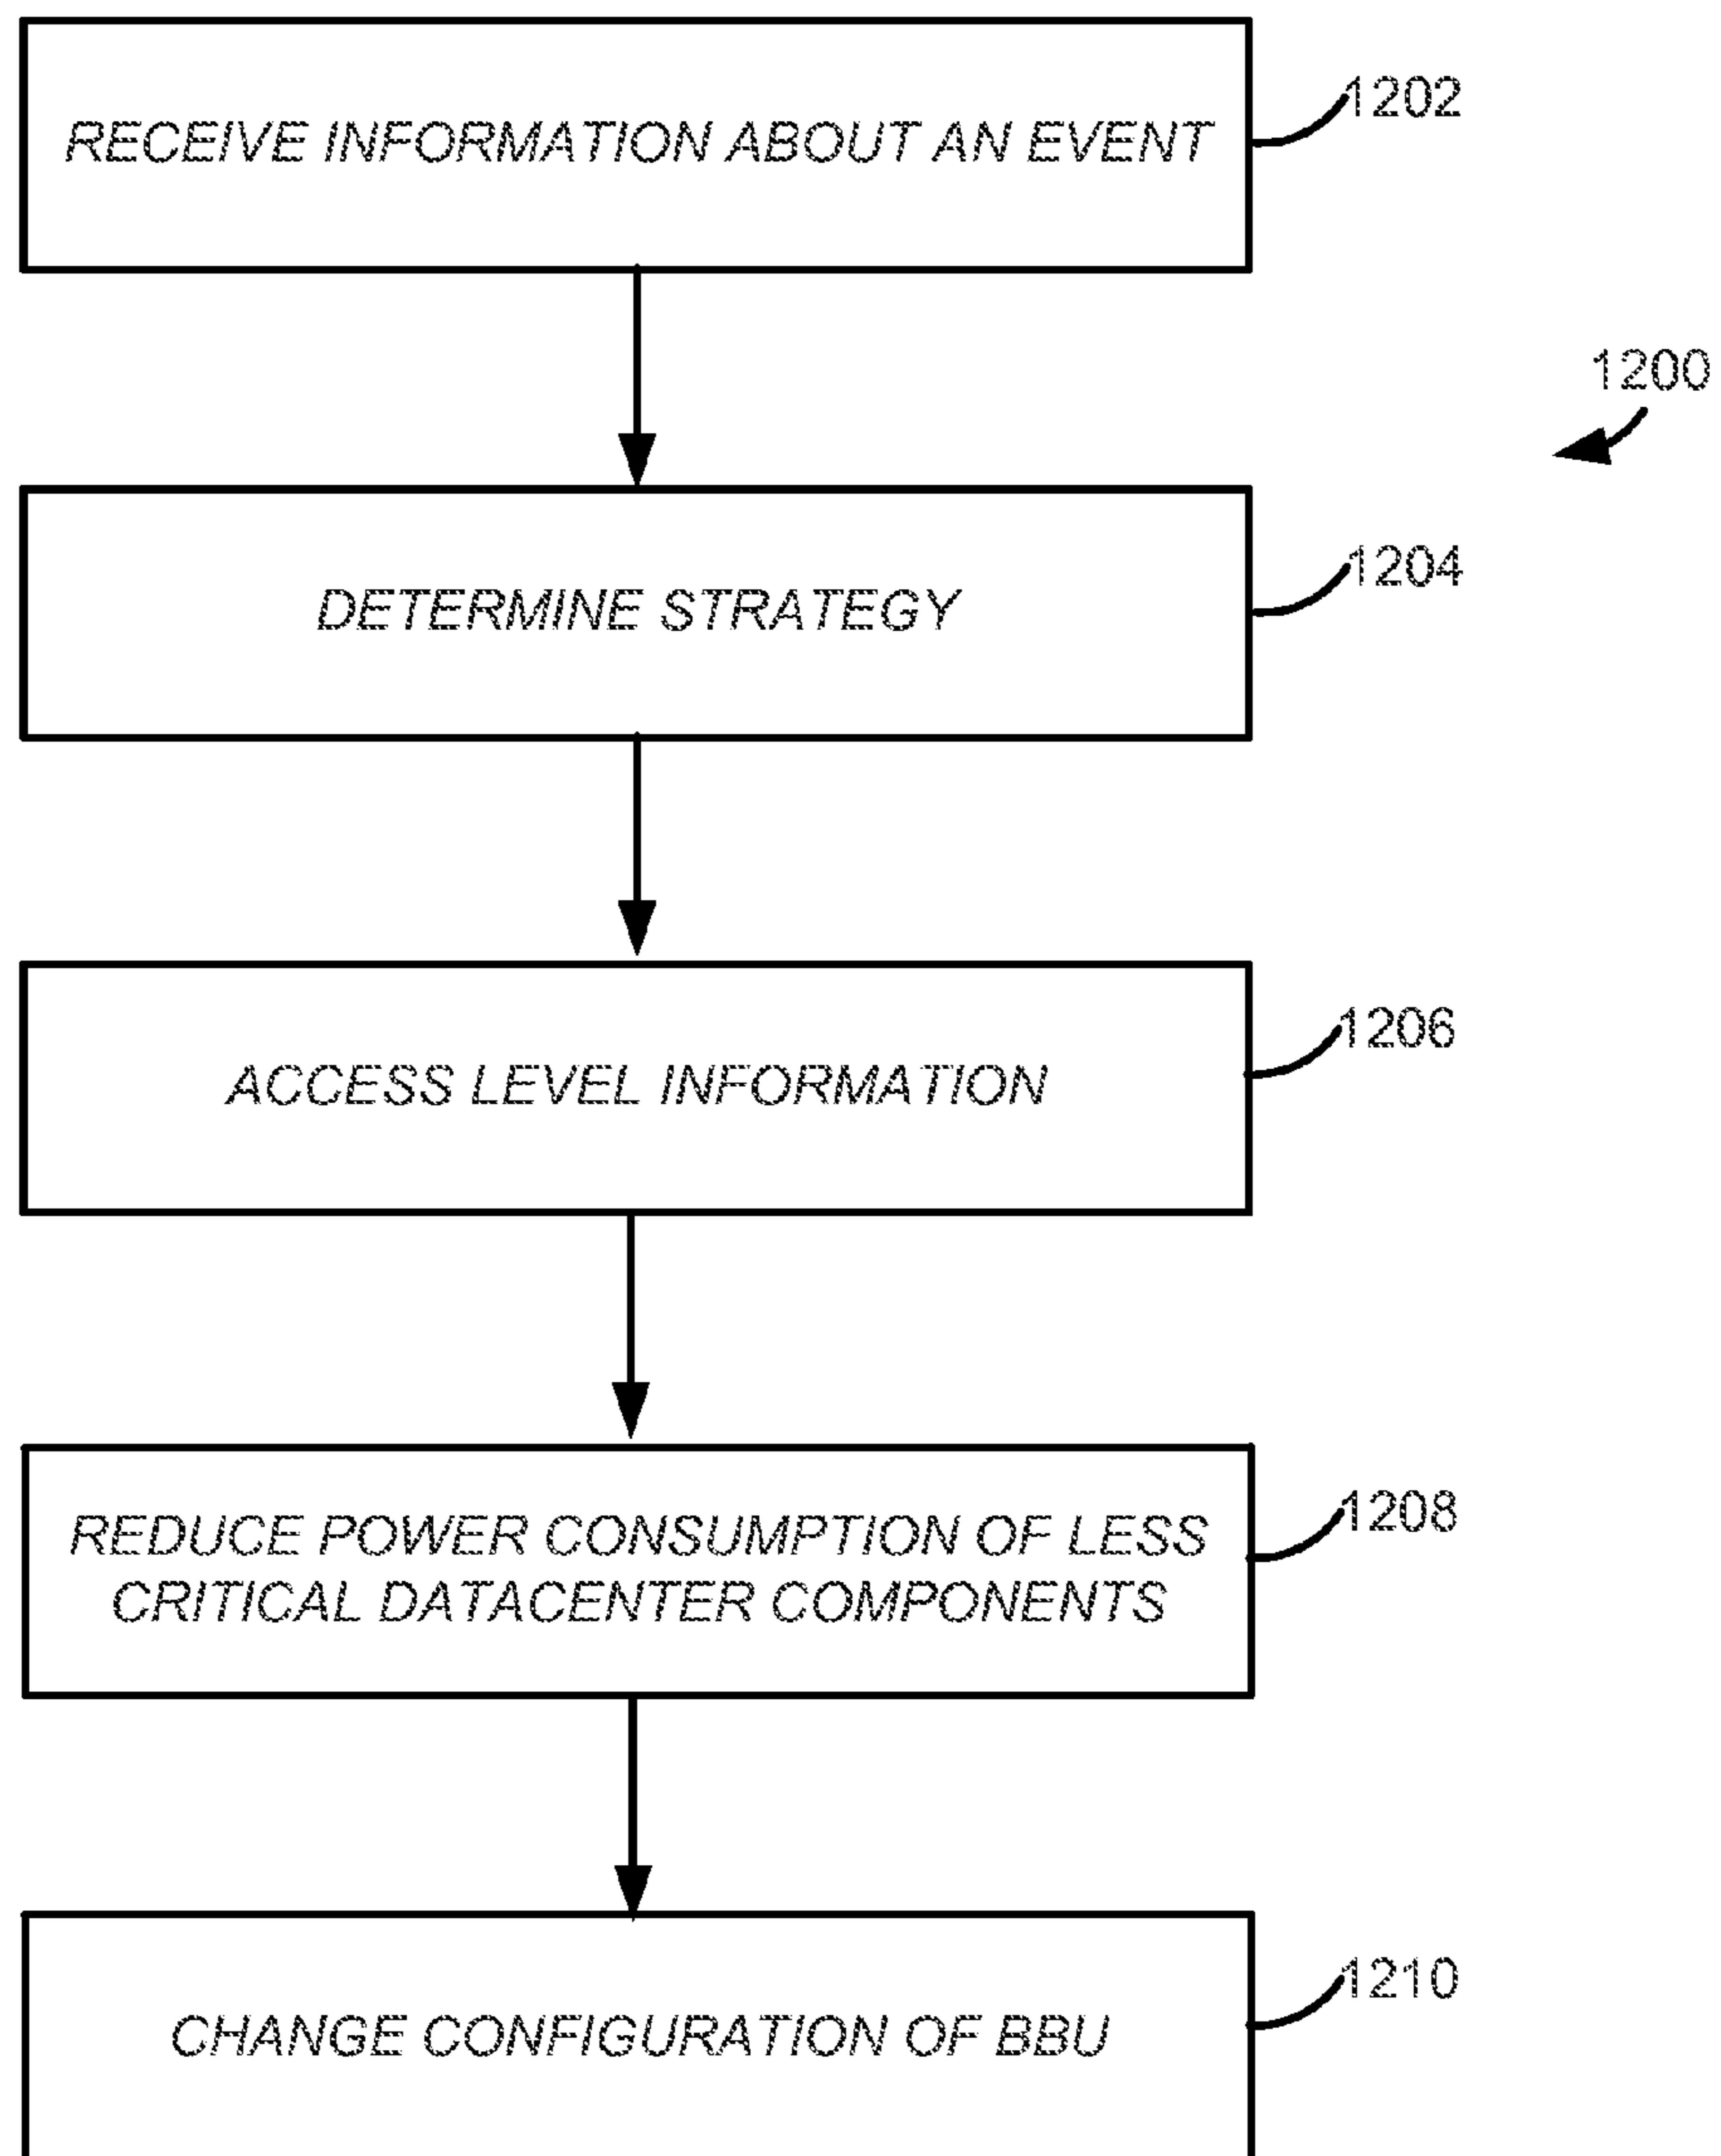 RECEIVE INFORMATION ABOUT AN EVENT
1202
1200
DETERMINE STRATEGY
1204
ACCESS LEVEL INFORMATION
1206
REDUCE POWER CONSUMPTION OF LESS
CRITICAL DATACENTER COMPONENTS
1208
CHANGE CONFIGURATION OF BBU
1210